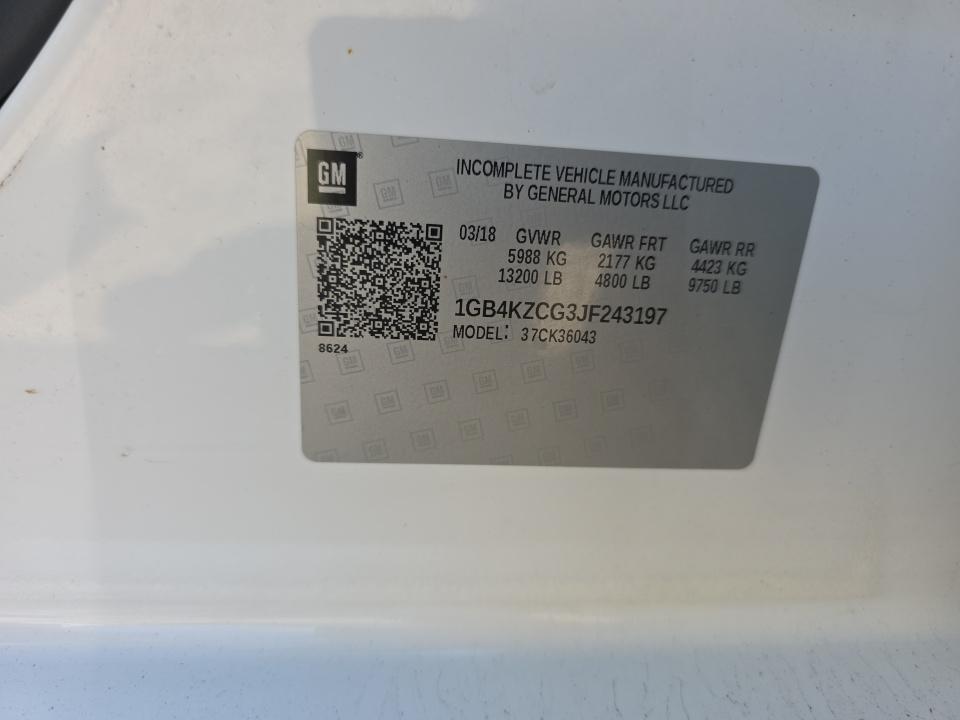 GM
INCOMPLETE VEHICLE MANUFACTURED
BY GENERAL MOTORS LLC
03/18 GVWR GAWR FRT GAWR RR
5988 KG 2177 KG 4423 KG
13200 LB 4800 LB 9750 LB
1GB4KZCG3JF243197
MODEL: 37CK36043
8624